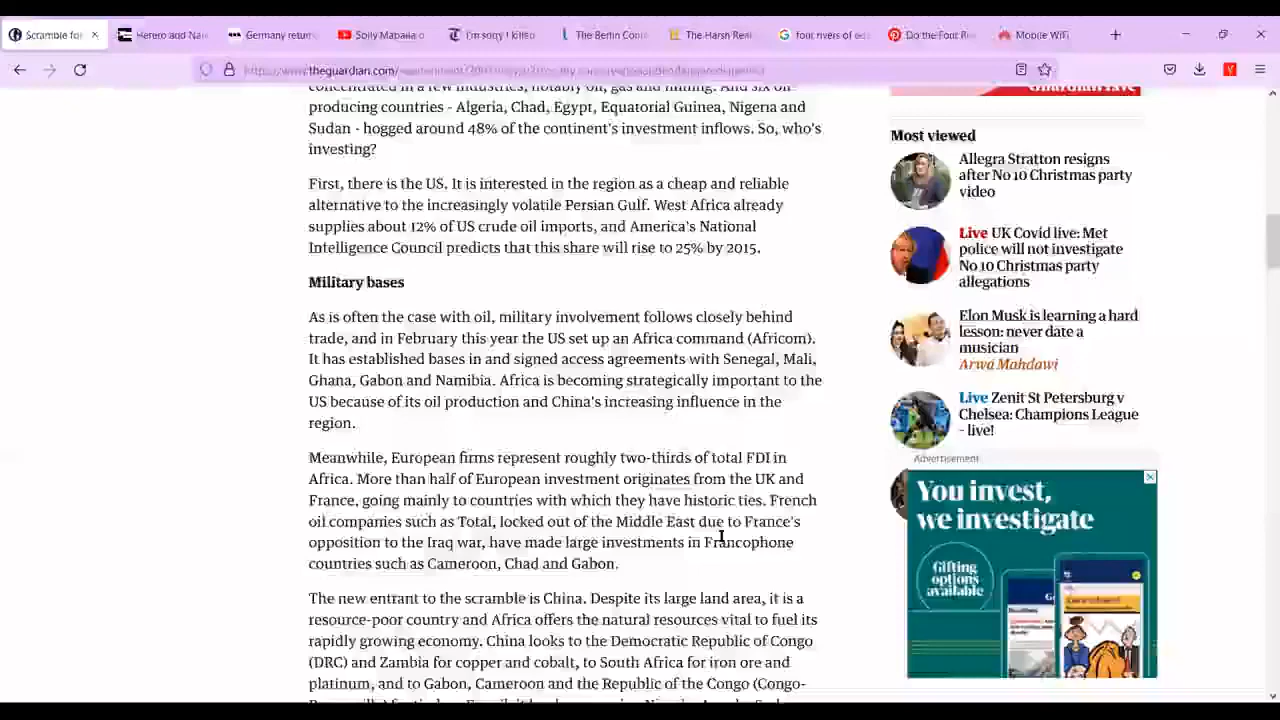 Scramble for
Herero and Nam
Germany return
Solly Mapaila o
I'm sorry I killed
The Berlin Conf
The Harsh Real
four rivers of ed
Do the Four Riv
Mobile WiFi
https://www.theguardian.com/
concentrated in a few industries, notably oil, gas and mining. And six oil-
producing countries - Algeria, Chad, Egypt, Equatorial Guinea, Nigeria and
Sudan - hogged around 48% of the continent's investment inflows. So, who's
investing?
First, there is the US. It is interested in the region as a cheap and reliable
alternative to the increasingly volatile Persian Gulf. West Africa already
supplies about 12% of US crude oil imports, and America's National
Intelligence Council predicts that this share will rise to 25% by 2015.
Military bases
As is often the case with oil, military involvement follows closely behind
trade, and in February this year the US set up an Africa command (Africom).
It has established bases in and signed access agreements with Senegal, Mali,
Ghana, Gabon and Namibia. Africa is becoming strategically important to the
US because of its oil production and China's increasing influence in the
region.
Meanwhile, European firms represent roughly two-thirds of total FDI in
Africa. More than half of European investment originates from the UK and
France, going mainly to countries with which they have historic ties. French
oil companies such as Total, locked out of the Middle East due to France's
opposition to the Iraq war, have made large investments in Francophone
countries such as Cameroon, Chad and Gabon.
The new entrant to the scramble is China. Despite its large land area, it is a
resource-poor country and Africa offers the natural resources vital to fuel its
rapidly growing economy. China looks to the Democratic Republic of Congo
(DRC) and Zambia for copper and cobalt, to South Africa for iron ore and
platinum, and to Gabon, Cameroon and the Republic of the Congo (Congo-
Most viewed
Allegra Stratton resigns
after No 10 Christmas party
video
Live UK Covid live: Met
police will not investigate
No 10 Christmas party
allegations
Elon Musk is learning a hard
lesson: never date a
musician
Arwa Mahdawi
Live Zenit St Petersburg v
Chelsea: Champions League
- live!
Advertisement
You invest,
we investigate
Gifting
options
available